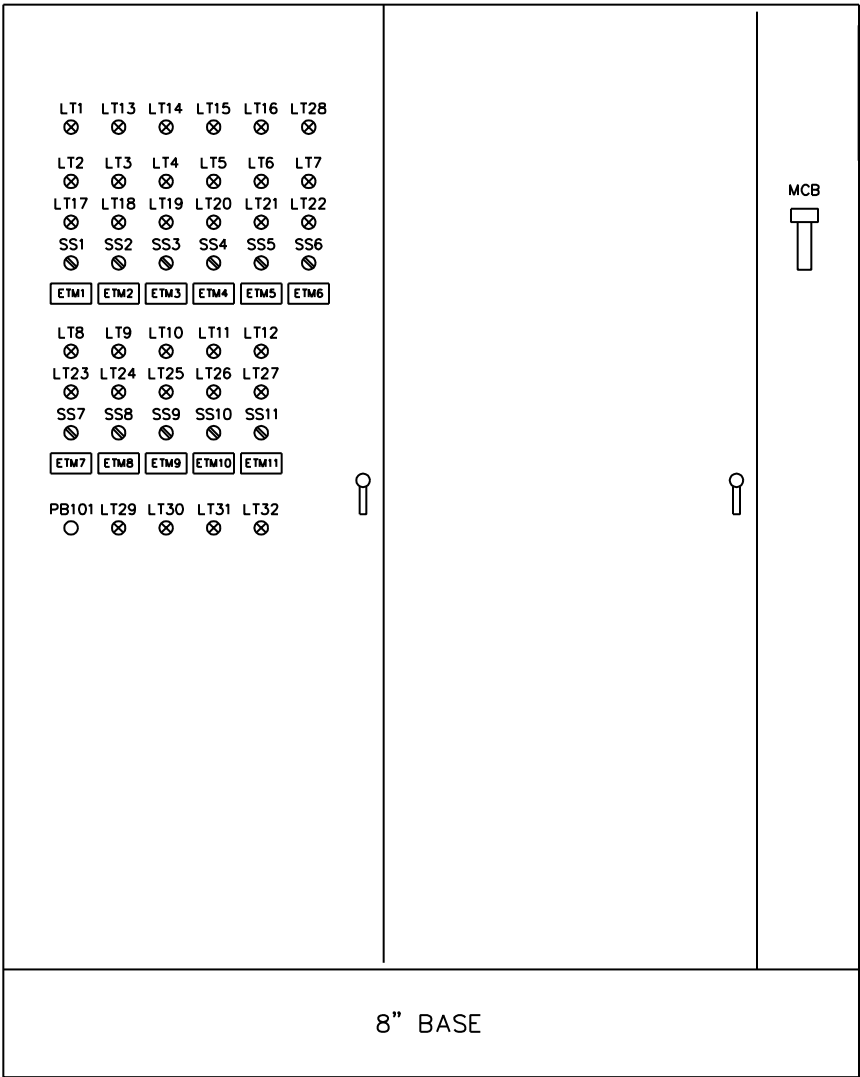 LT1 LT13 LT14 LT15 LT16 LT28
LT2 LT3 LT4 LT5 LT6 LT7
MCB
LT17 LT18 LT19 LT20 LT21 LT22
SS1 SS2 SS3 SS4 SS5 SS6
ETM1 ETM2 ETM3 ETM4 ETM5 ETM6
LT8 LT9 LT10 LT11 LT12
LT23 LT24 LT25 LT26 LT27
SS7 SS8 SS9 SS10 SS11
ETM7 ETM8 ETM9 ETM10 ETM11
PB101 LT29 LT30 LT31 LT32
8” BASE